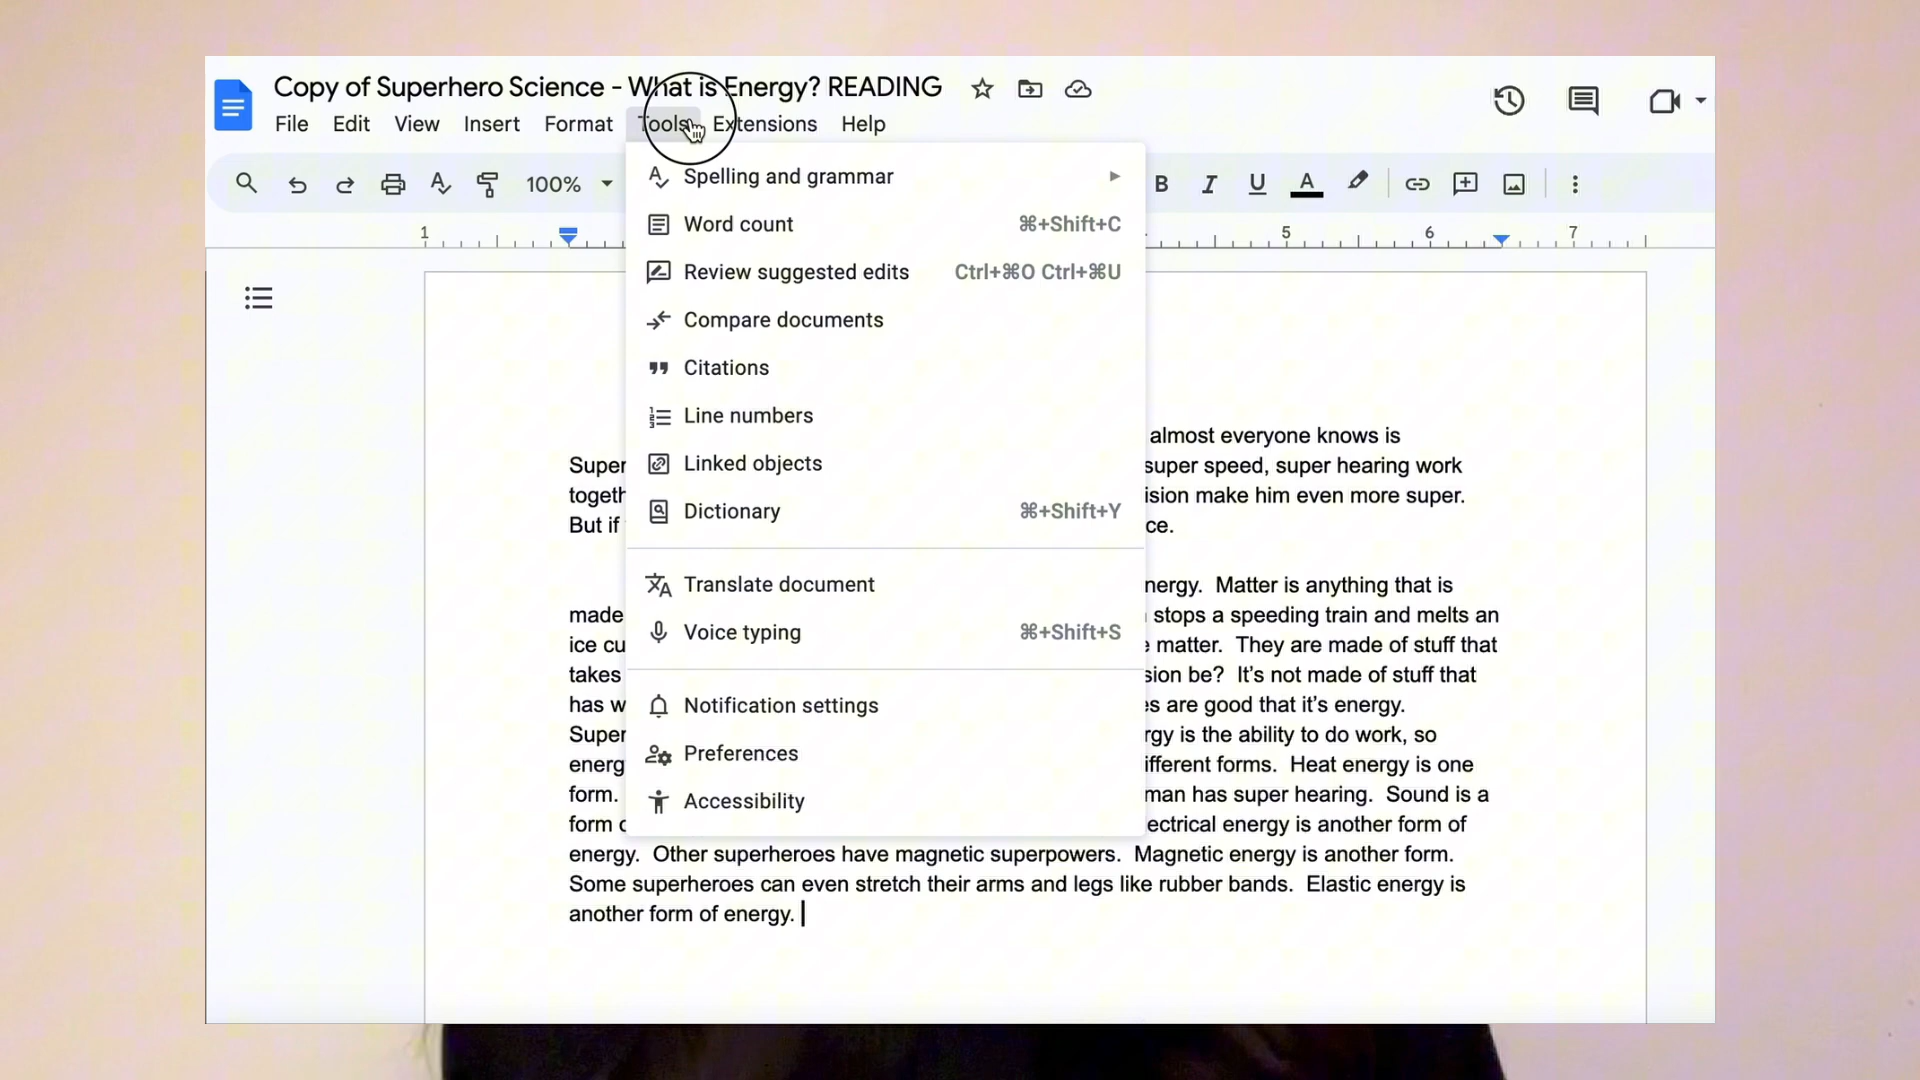 Copy of Superhero Science - What is Energy? READING
File Edit View Insert Format Tools Extensions Help
100%
B I U A
1 5 6 7
Spelling and grammar
Word count ⌘+Shift+C
Review suggested edits Ctrl+⌘O Ctrl+⌘U
Compare documents
Citations
Line numbers
Linked objects
Dictionary ⌘+Shift+Y
Translate document
Voice typing ⌘+Shift+S
Notification settings
Preferences
Accessibility
almost everyone knows is
Super super speed, super hearing work
togeth ision make him even more super.
But if ce.
nergy. Matter is anything that is
made stops a speeding train and melts an
ice cu matter. They are made of stuff that
takes sion be? It's not made of stuff that
has w s are good that it's energy.
Super rgy is the ability to do work, so
energ ifferent forms. Heat energy is one
form. man has super hearing. Sound is a
form ectrical energy is another form of
energy. Other superheroes have magnetic superpowers. Magnetic energy is another form.
Some superheroes can even stretch their arms and legs like rubber bands. Elastic energy is
another form of energy.